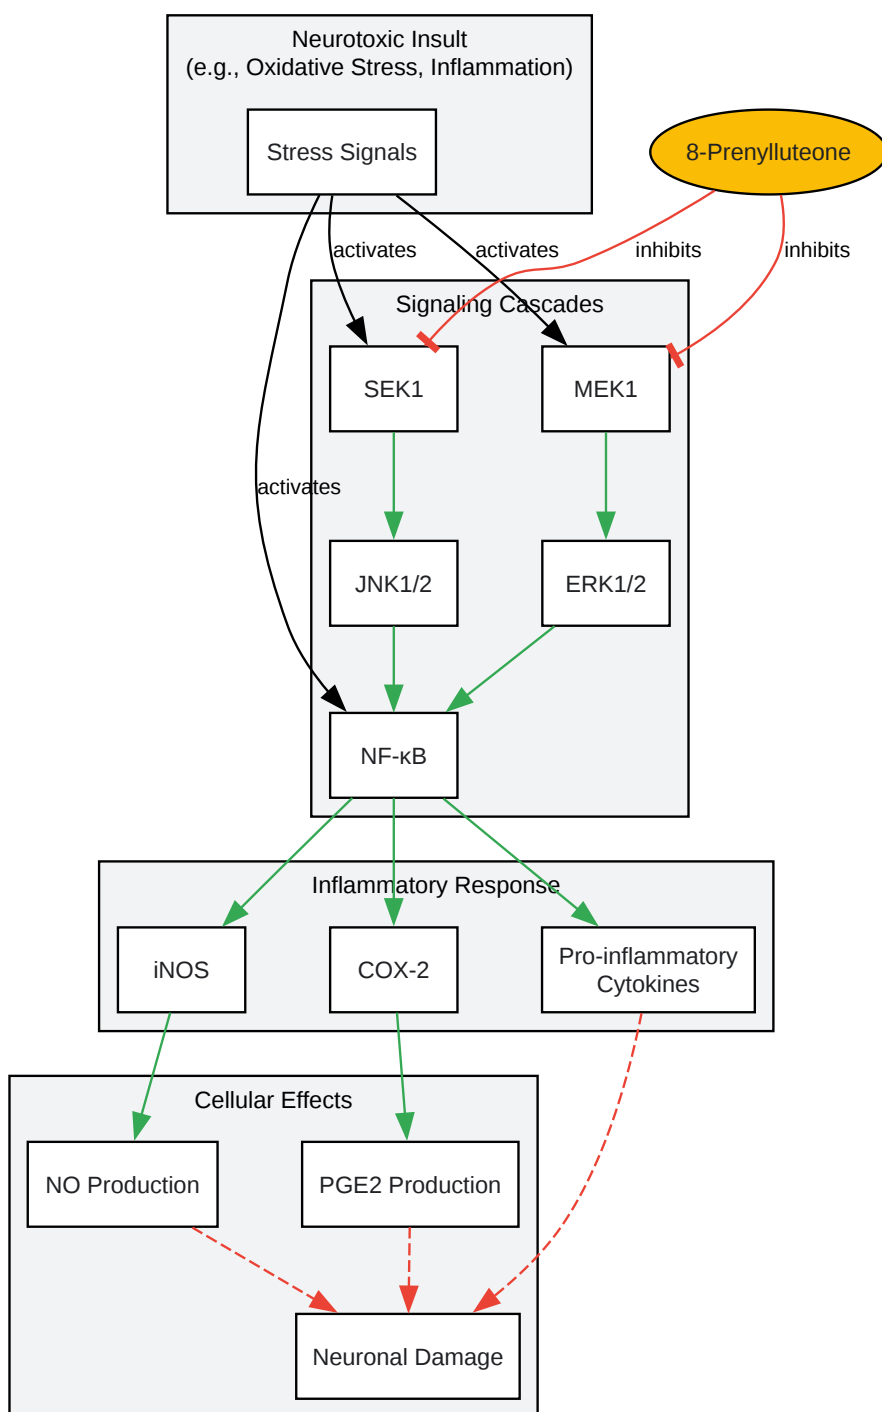 Neurotoxic Insult
(e.g., Oxidative Stress, Inflammation)
Stress Signals
8-Prenylluteone
activates
activates
inhibits
inhibits
Signaling Cascades
SEK1
MEK1
activates
JNK1/2
ERK1/2
NF-κB
Inflammatory Response
iNOS
COX-2
Pro-inflammatory
Cytokines
Cellular Effects
NO Production
PGE2 Production
Neuronal Damage